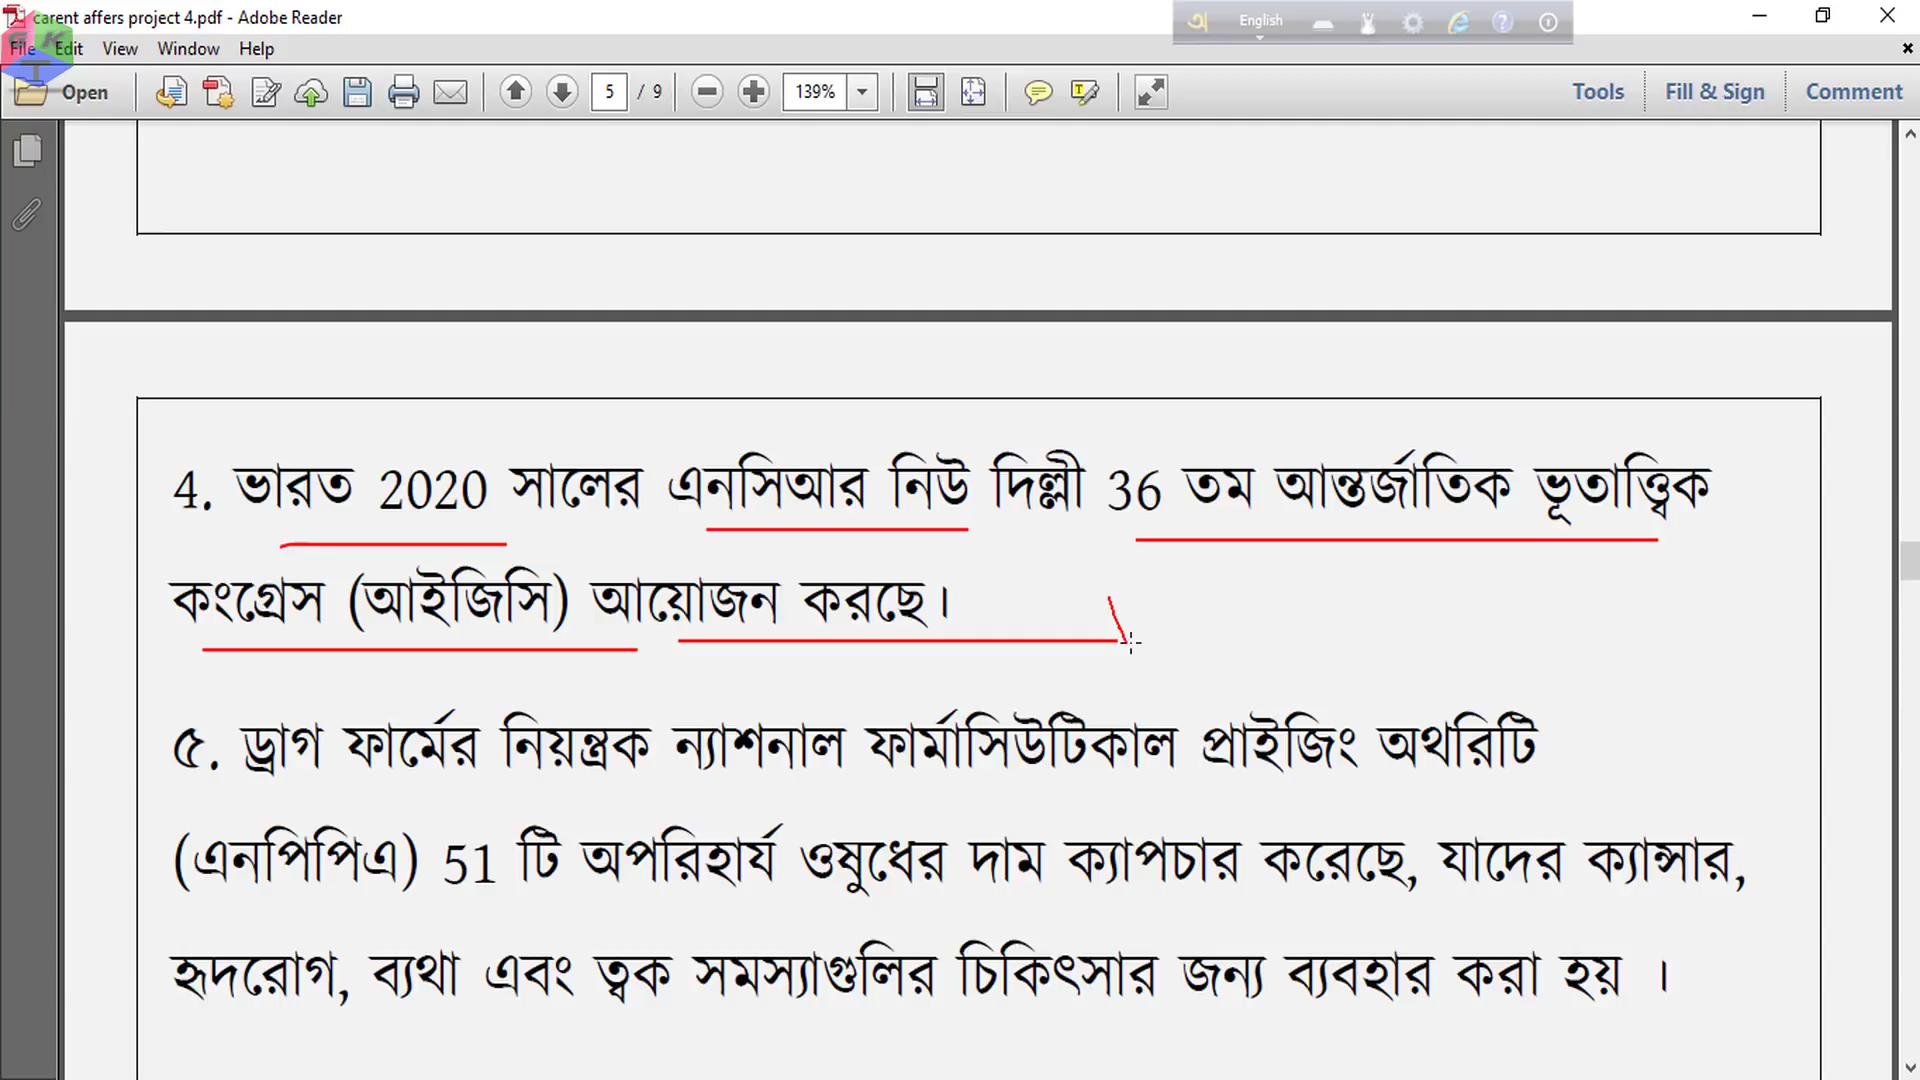 carent affers project 4.pdf - Adobe Reader
English
File Edit View Window Help
Open 5 / 9 139% Tools Fill & Sign Comment
4. ভারত 2020 সালের এনসিআর নিউ দিল্লী 36 তম আন্তর্জাতিক ভূতাত্ত্বিক
কংগ্রেস (আইজিসি) আয়োজন করছে।
৫. ড্রাগ ফার্মের নিয়ন্ত্রক ন্যাশনাল ফার্মাসিউটিকাল প্রাইজিং অথরিটি
(এনপিপিএ) 51 টি অপরিহার্য ওষুধের দাম ক্যাপচার করেছে, যাদের ক্যান্সার,
হৃদরোগ, ব্যথা এবং ত্বক সমস্যাগুলির চিকিৎসার জন্য ব্যবহার করা হয় ।